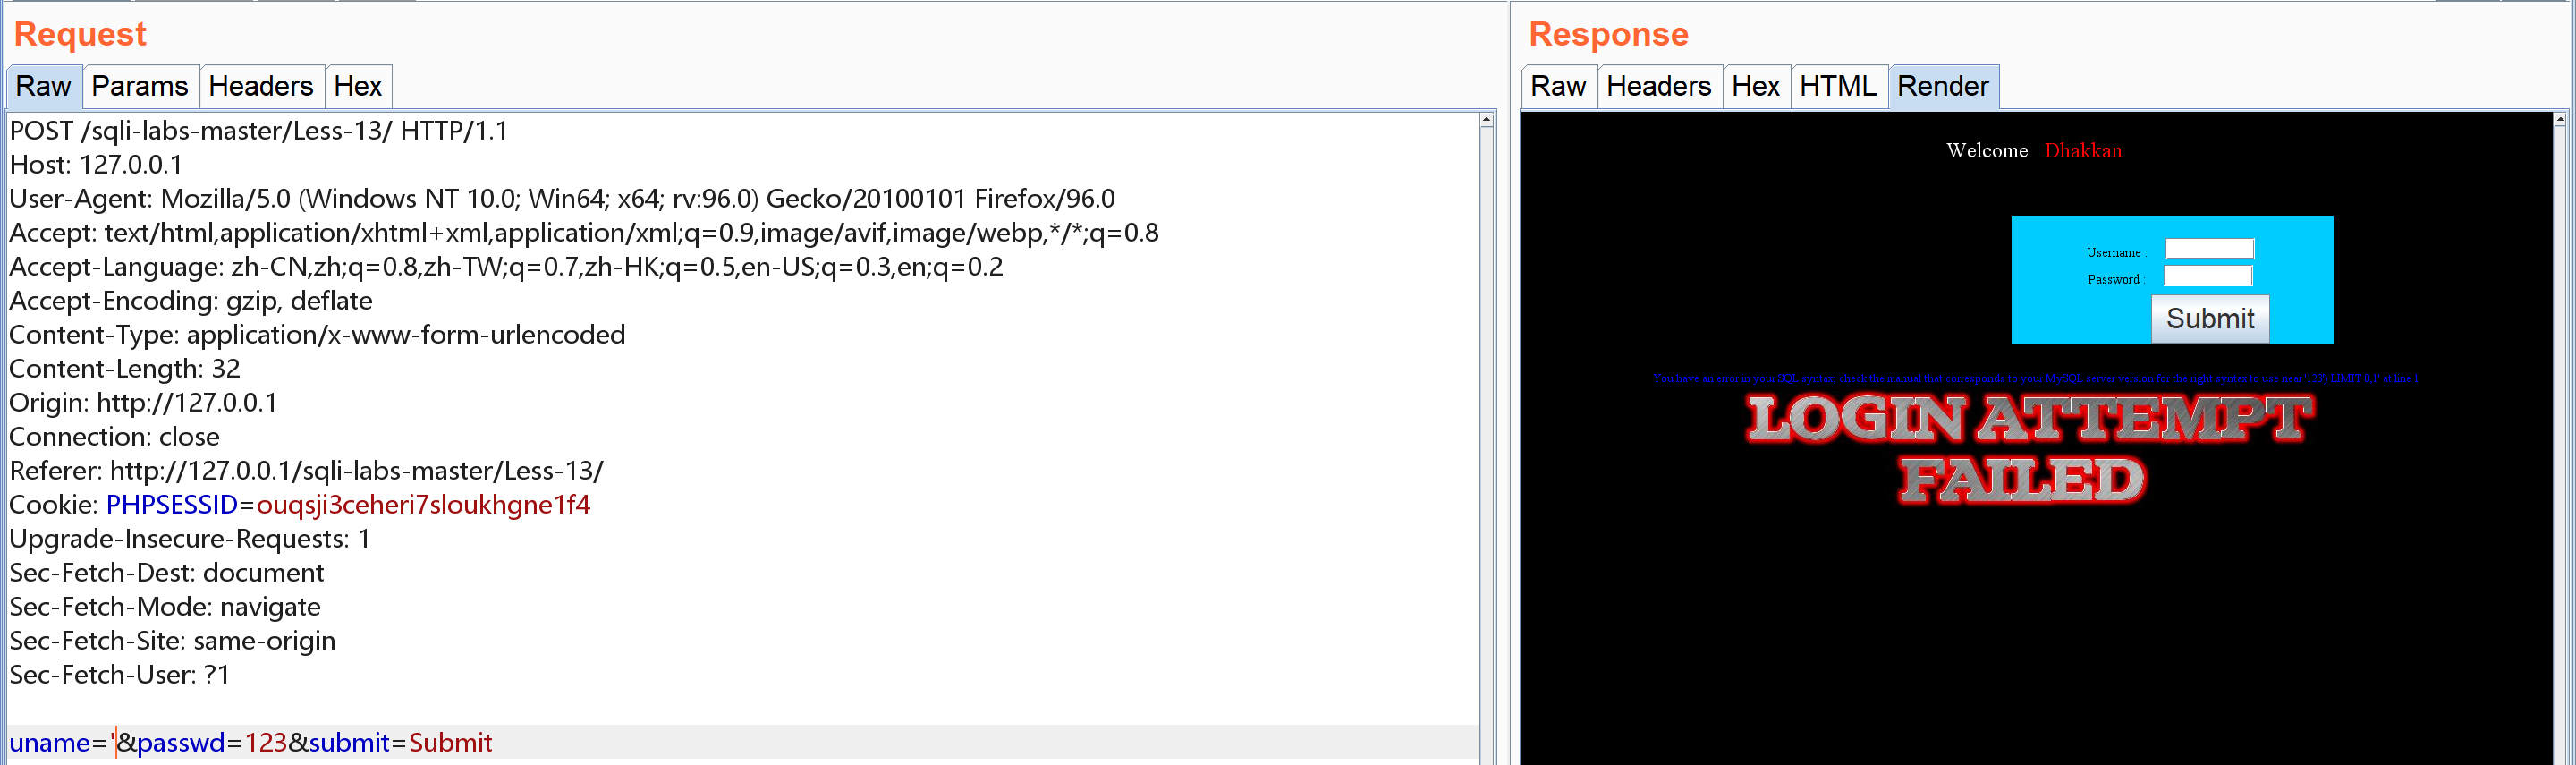 Request
Raw Params Headers Hex
POST /sqli-labs-master/Less-13/ HTTP/1.1
Host: 127.0.0.1
User-Agent: Mozilla/5.0 (Windows NT 10.0; Win64; x64; rv:96.0) Gecko/20100101 Firefox/96.0
Accept: text/html,application/xhtml+xml,application/xml;q=0.9,image/avif,image/webp,*/*;q=0.8
Accept-Language: zh-CN,zh;q=0.8,zh-TW;q=0.7,zh-HK;q=0.5,en-US;q=0.3,en;q=0.2
Accept-Encoding: gzip, deflate
Content-Type: application/x-www-form-urlencoded
Content-Length: 32
Origin: http://127.0.0.1
Connection: close
Referer: http://127.0.0.1/sqli-labs-master/Less-13/
Cookie: PHPSESSID=ouqsji3ceheri7sloukhgne1f4
Upgrade-Insecure-Requests: 1
Sec-Fetch-Dest: document
Sec-Fetch-Mode: navigate
Sec-Fetch-Site: same-origin
Sec-Fetch-User: ?1
uname='&passwd=123&submit=Submit
Response
Raw Headers Hex HTML Render
Welcome Dhakkan
Username :
Password :
Submit
You have an error in your SQL syntax; check the manual that corresponds to your MySQL server version for the right syntax to use near '123') LIMIT 0,1' at line 1
LOGIN ATTEMPT
FAILED